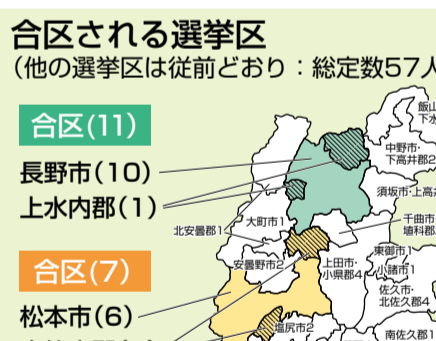 合区される選挙区
(他の選挙区は従前どおり：総定数57人
合区(11)
長野市(10)
上水内郡(1)
北安曇郡1
大町市1
安曇野市2
中野市・
下高井郡2
須坂市・上高
千曲市・
埴科郡
東御市1
小諸市1
上田市・
小県郡4
佐久市・
北佐久郡4
合区(7)
松本市(6)
塩尻市2
南佐久郡1
飯山
下水